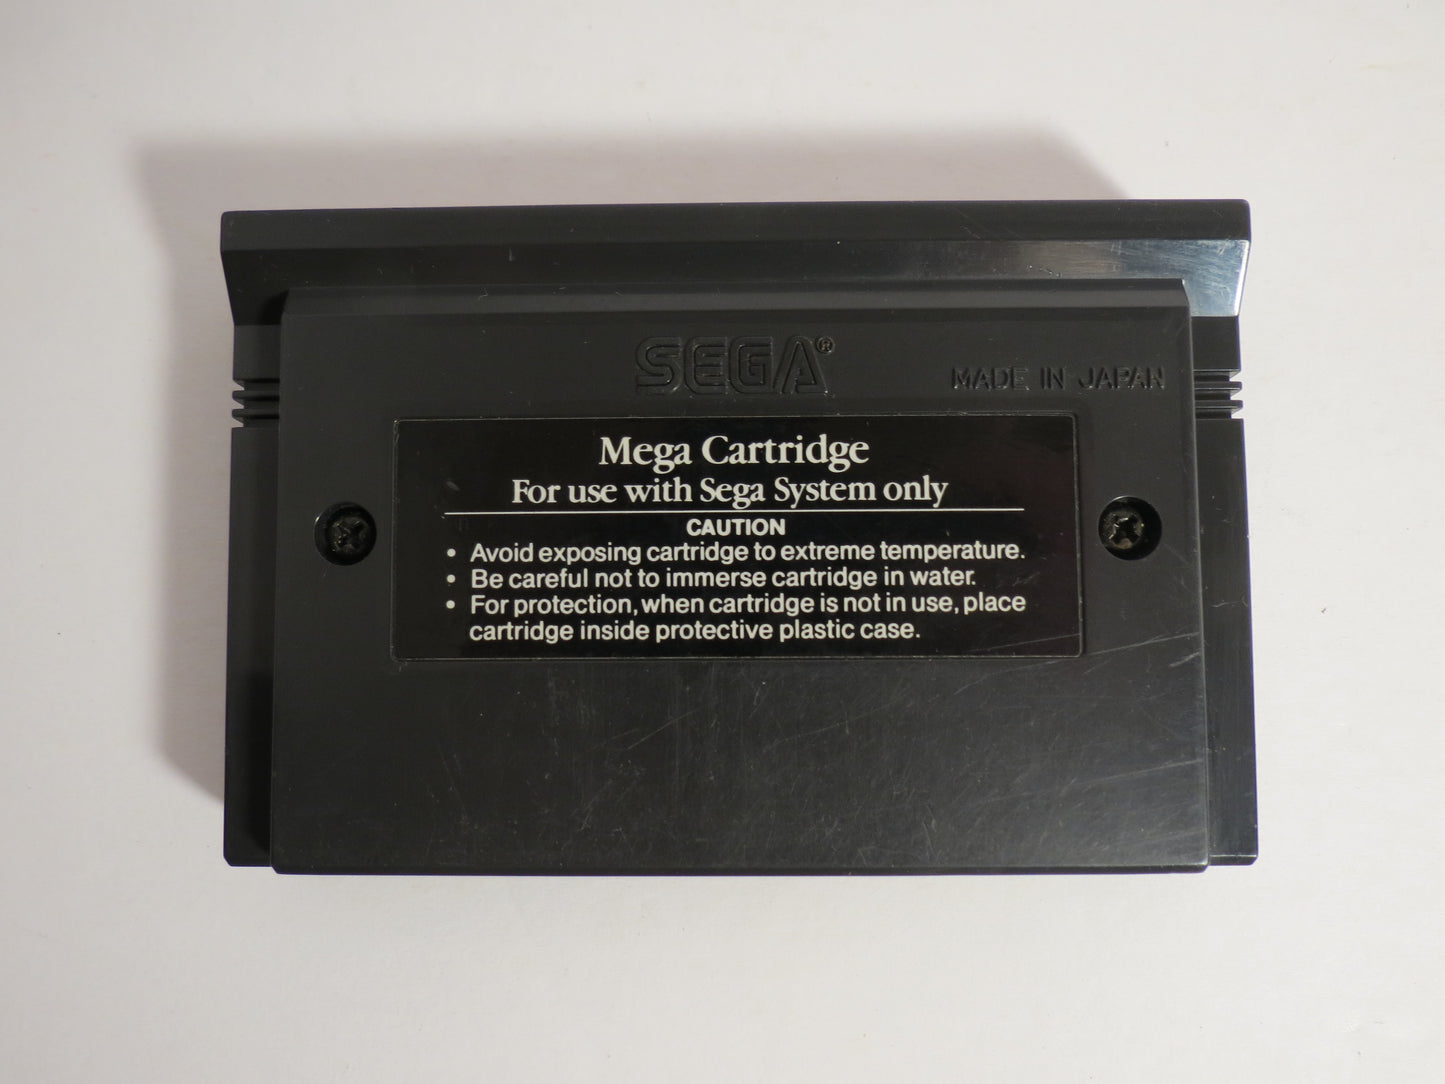 SEGA®
MADE IN JAPAN
Mega Cartridge
For use with Sega System only
CAUTION
• Avoid exposing cartridge to extreme temperature.
• Be careful not to immerse cartridge in water.
• For protection, when cartridge is not in use, place
cartridge inside protective plastic case.